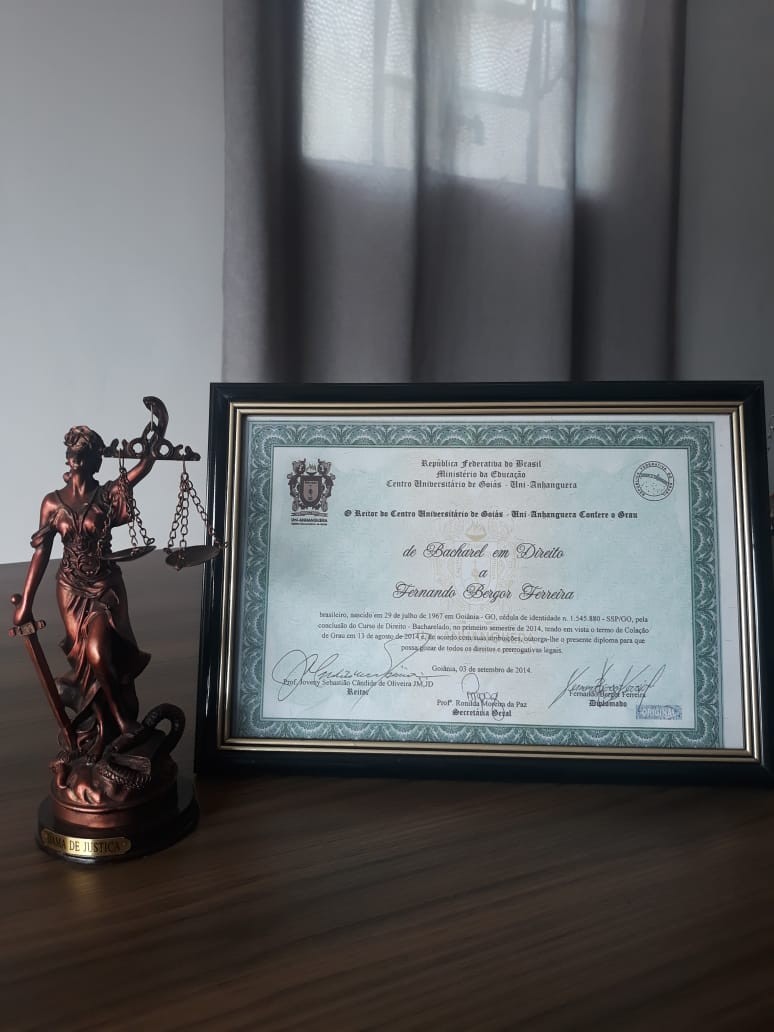 República Federativa do Brasil
Ministério da Educação
Centro Universitário de Goiás - Uni-Anhanguera
UNI-ANHANGUERA
O Reitor do Centro Universitário de Goiás - Uni-Anhanguera Confere o Grau
de Bacharel em Direito
a
Fernando Bergor Ferreira
brasileiro, nascido em 29 de julho de 1967 em Goiânia - GO, cédula de identidade n. 1.545.880 - SSP/GO, pela
conclusão do Curso de Direito - Bacharelado, no primeiro semestre de 2014, tendo em vista o termo de Colação
de Grau em 13 de agosto de 2014 e, de acordo com suas atribuições, outorga-lhe o presente diploma para que
possa gozar de todos os direitos e prerrogativas legais.
Goiânia, 03 de setembro de 2014.
Prof. Joveny Sebastião Cândido de Oliveira JM,JD
Reitor
Profª. Ronilda Moreira da Paz
Secretária Geral
Fernando Bergor Ferreira
Diplomado
ORIGINAL
DAMA DE JUSTIÇA